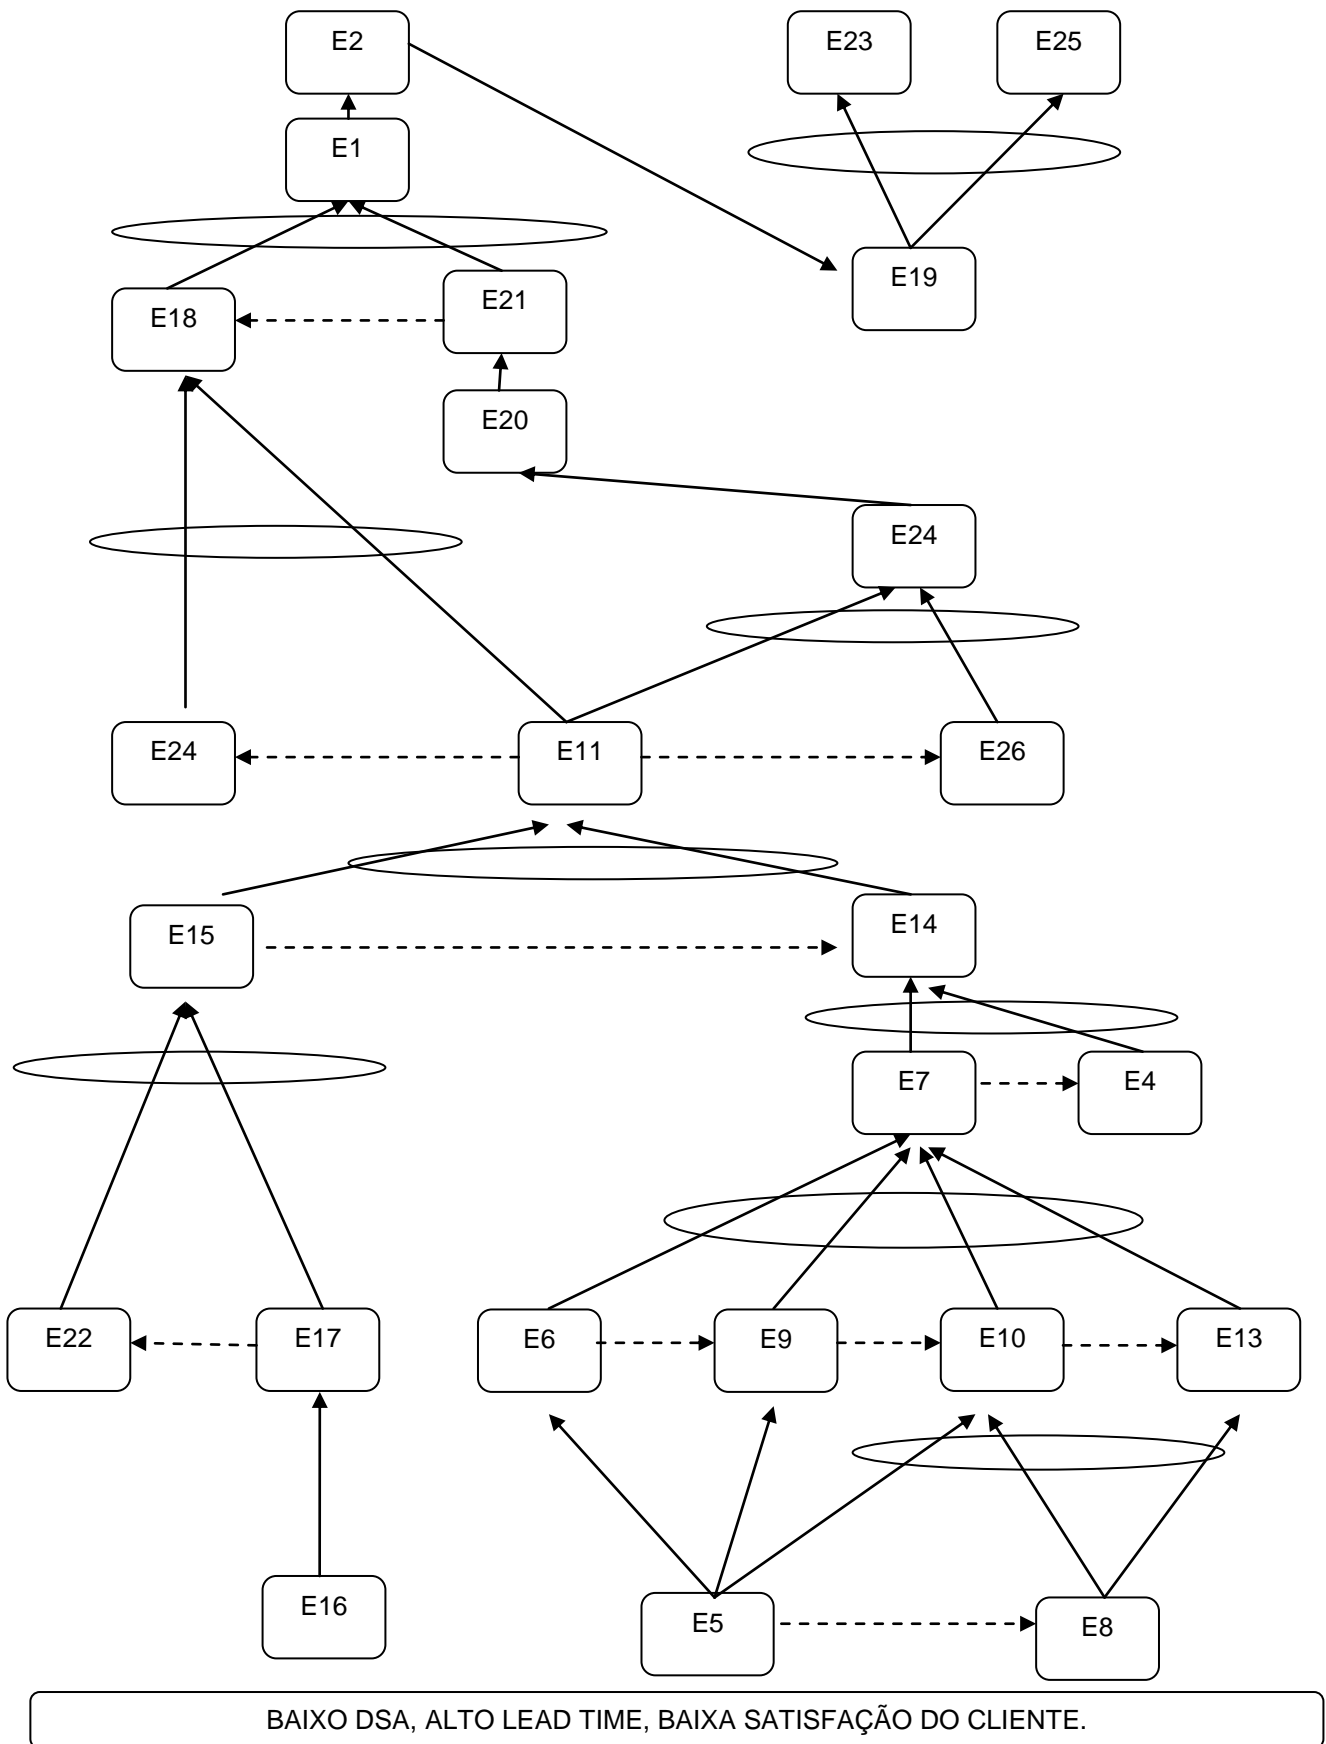 E2
E23
E25
E1
E19
E21
E18
E20
E24
E24
E11
E26
E15
E14
E7
E4
E22
E17
E6
E9
E10
E13
E16
E5
E8
BAIXO DSA, ALTO LEAD TIME, BAIXA SATISFAÇÃO DO CLIENTE.